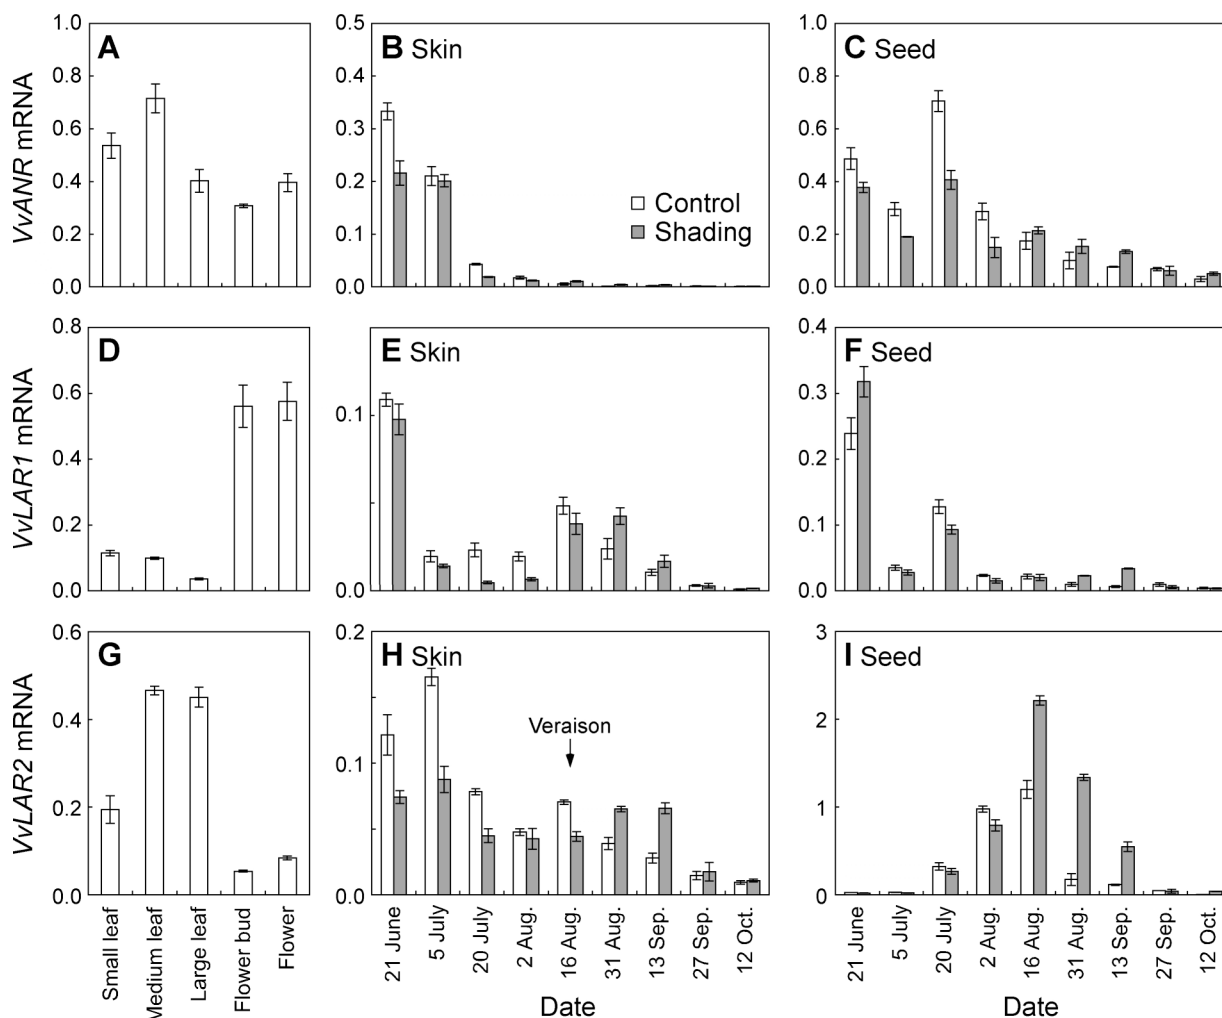 VvANR mRNA
1.0
0.8
0.6
0.4
0.2
0.0
A
0.5
0.4
0.3
0.2
0.1
0.0
B Skin
Control
Shading
1.0
0.8
0.6
0.4
0.2
0.0
C Seed
VvLAR1 mRNA
0.8
0.6
0.4
0.2
0.0
D
0.1
0.0
E Skin
0.4
0.3
0.2
0.1
0.0
F Seed
VvLAR2 mRNA
0.6
0.4
0.2
0.0
G
Small leaf
Medium leaf
Large leaf
Flower bud
Flower
0.2
0.1
0.0
H Skin
Veraison
21 June
5 July
20 July
2 Aug.
16 Aug.
31 Aug.
13 Sep.
27 Sep.
12 Oct.
Date
3
2
1
0
I Seed
21 June
5 July
20 July
2 Aug.
16 Aug.
31 Aug.
13 Sep.
27 Sep.
12 Oct.
Date